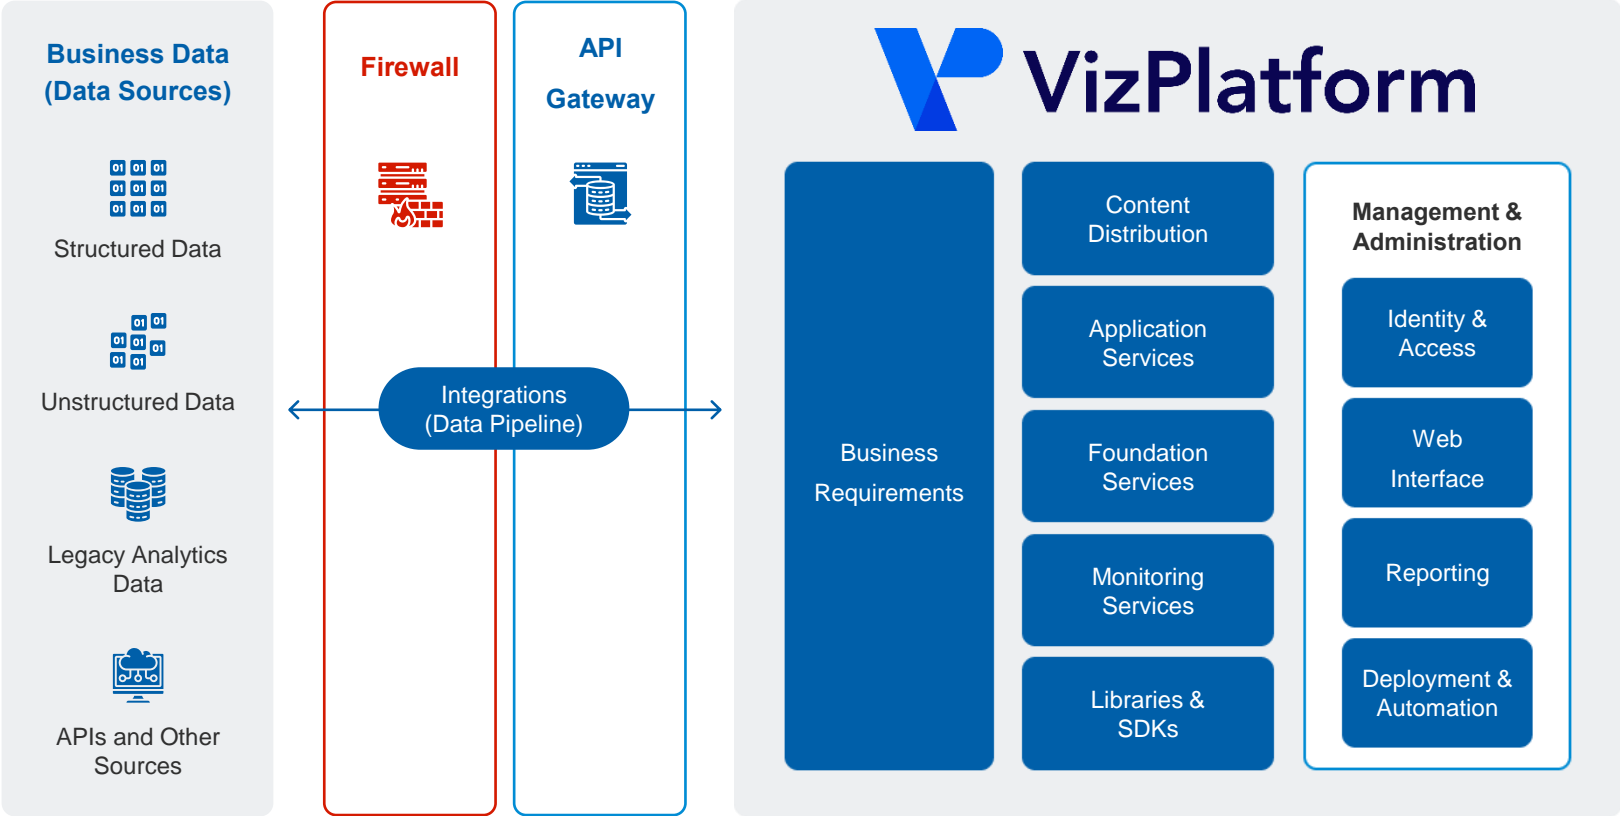 Business Data
(Data Sources)
Structured Data
Unstructured Data
Legacy Analytics
Data
APIs and Other
Sources
Firewall
API
Gateway
Integrations
(Data Pipeline)
VizPlatform
Business
Requirements
Content
Distribution
Application
Services
Foundation
Services
Monitoring
Services
Libraries &
SDKs
Management &
Administration
Identity &
Access
Web
Interface
Reporting
Deployment &
Automation